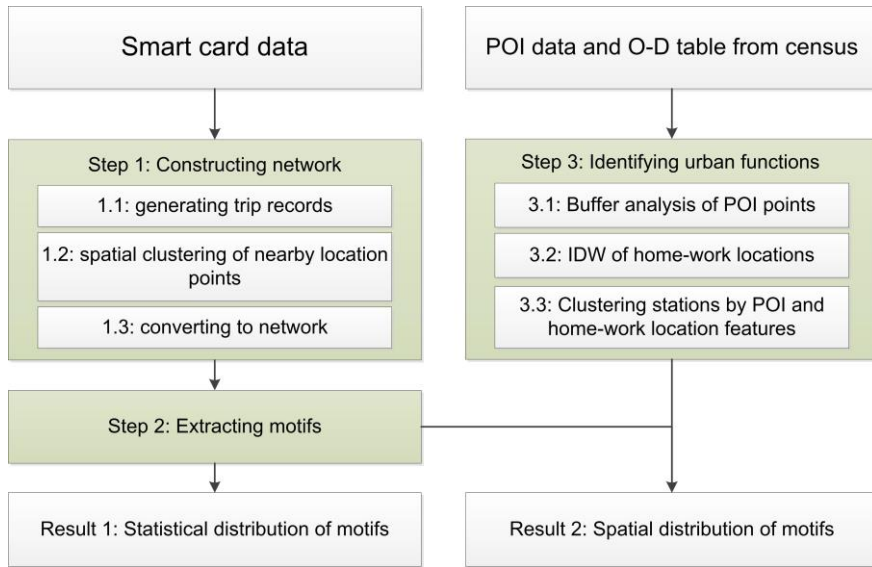 Smart card data
Step 1: Constructing network
1.1: generating trip records
1.2: spatial clustering of nearby location
points
1.3: converting to network
Step 2: Extracting motifs
Result 1: Statistical distribution of motifs
POI data and O-D table from census
Step 3: Identifying urban functions
3.1: Buffer analysis of POI points
3.2: IDW of home-work locations
3.3: Clustering stations by POI and
home-work location features
Result 2: Spatial distribution of motifs